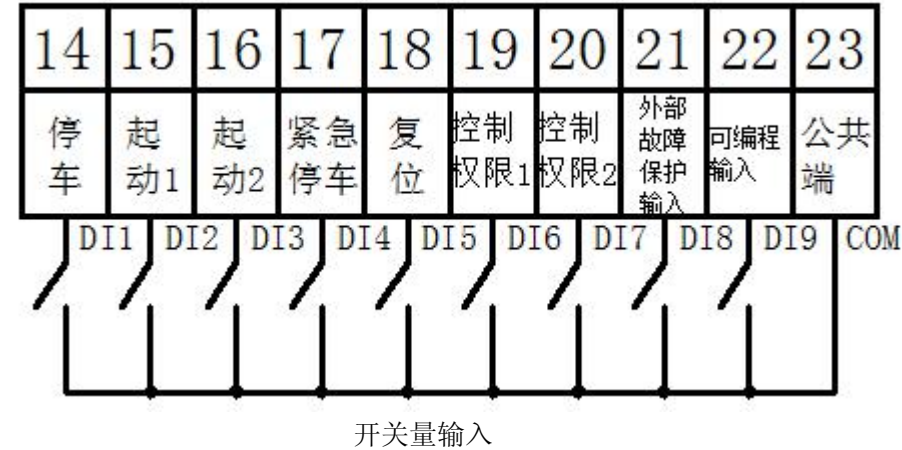 14 15 16 17 18 19 20 21 22 23
停车 起动1 起动2 紧急停车 复位 控制权限1 控制权限2 外部故障保护输入 可编程输入 公共端
DI1 DI2 DI3 DI4 DI5 DI6 DI7 DI8 DI9 COM
开关量输入